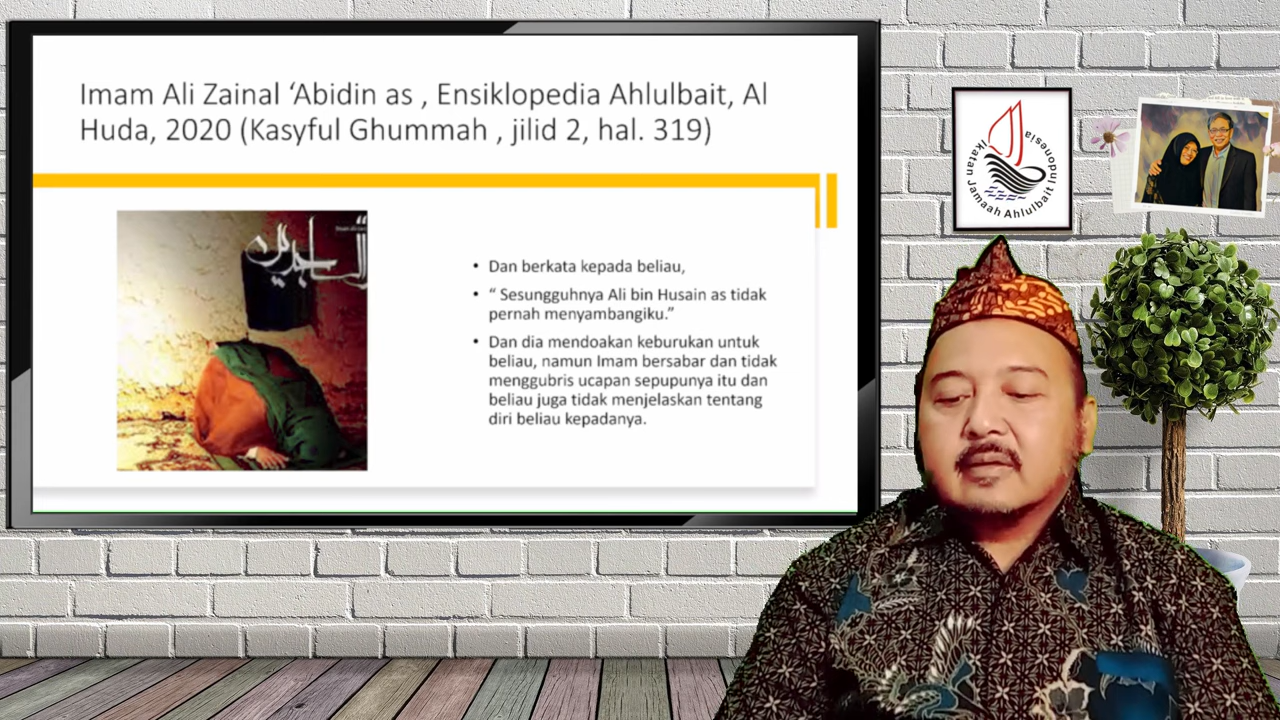 Imam Ali Zainal ‘Abidin as , Ensiklopedia Ahlulbait, Al
Huda, 2020 (Kasyful Ghummah , jilid 2, hal. 319)
• Dan berkata kepada beliau,
• “ Sesungguhnya Ali bin Husain as tidak
pernah menyambangiku.”
• Dan dia mendoakan keburukan untuk
beliau, namun Imam bersabar dan tidak
menggubris ucapan sepupunya itu dan
beliau juga tidak menjelaskan tentang
diri beliau kepadanya.
Ikatan Jamaah Ahlulbait Indonesia